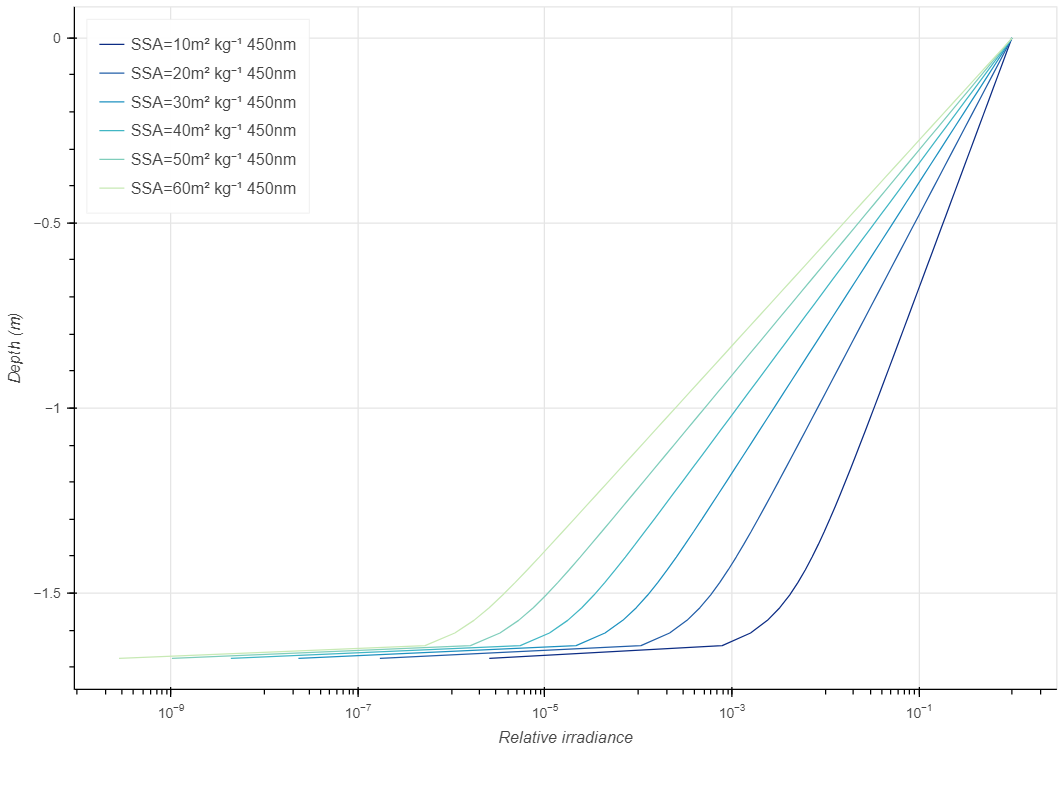 SSA=10m² kg⁻¹ 450nm
SSA=20m² kg⁻¹ 450nm
SSA=30m² kg⁻¹ 450nm
SSA=40m² kg⁻¹ 450nm
SSA=50m² kg⁻¹ 450nm
SSA=60m² kg⁻¹ 450nm
0
−0.5
−1
−1.5
Depth (m)
10⁻⁹ 10⁻⁷ 10⁻⁵ 10⁻³ 10⁻¹
Relative irradiance